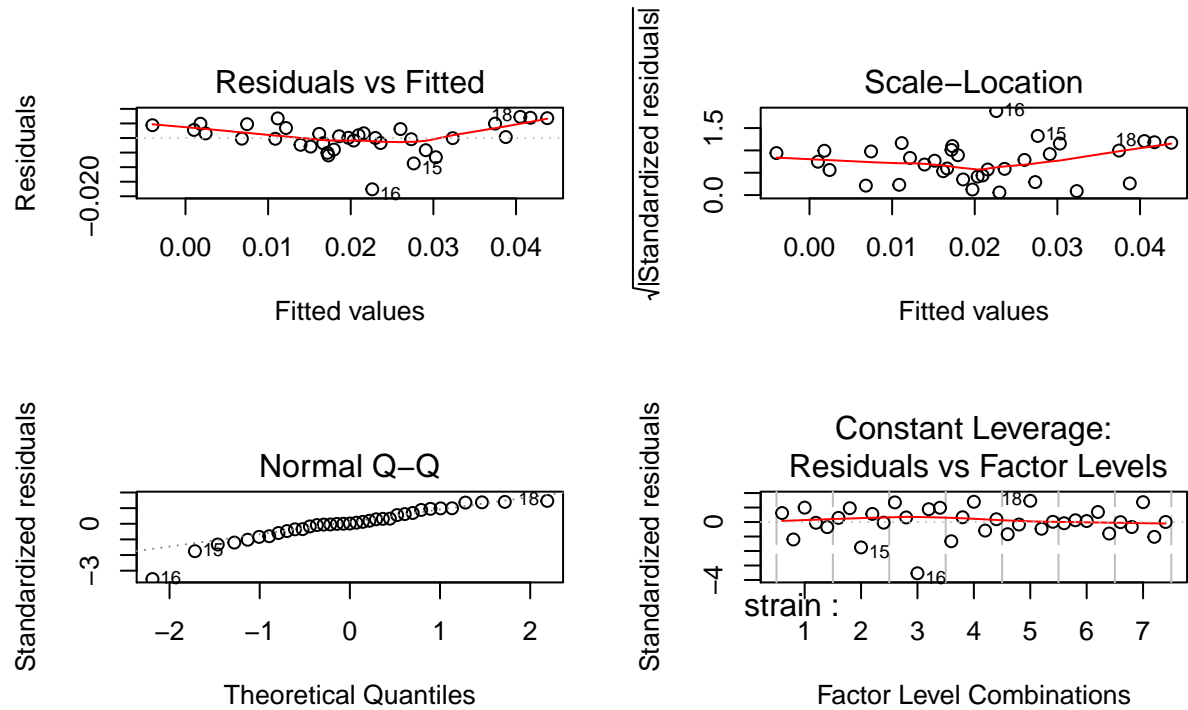 Residuals vs Fitted
Residuals
−0.020
18
15
16
0.00 0.01 0.02 0.03 0.04
Fitted values
Scale−Location
√|Standardized residuals|
0.0 1.5
16
15
18
0.00 0.01 0.02 0.03 0.04
Fitted values
Normal Q−Q
Standardized residuals
−3 0
18
15
16
−2 −1 0 1 2
Theoretical Quantiles
Constant Leverage:
Residuals vs Factor Levels
Standardized residuals
−4 0
18
15
16
strain :
1 2 3 4 5 6 7
Factor Level Combinations